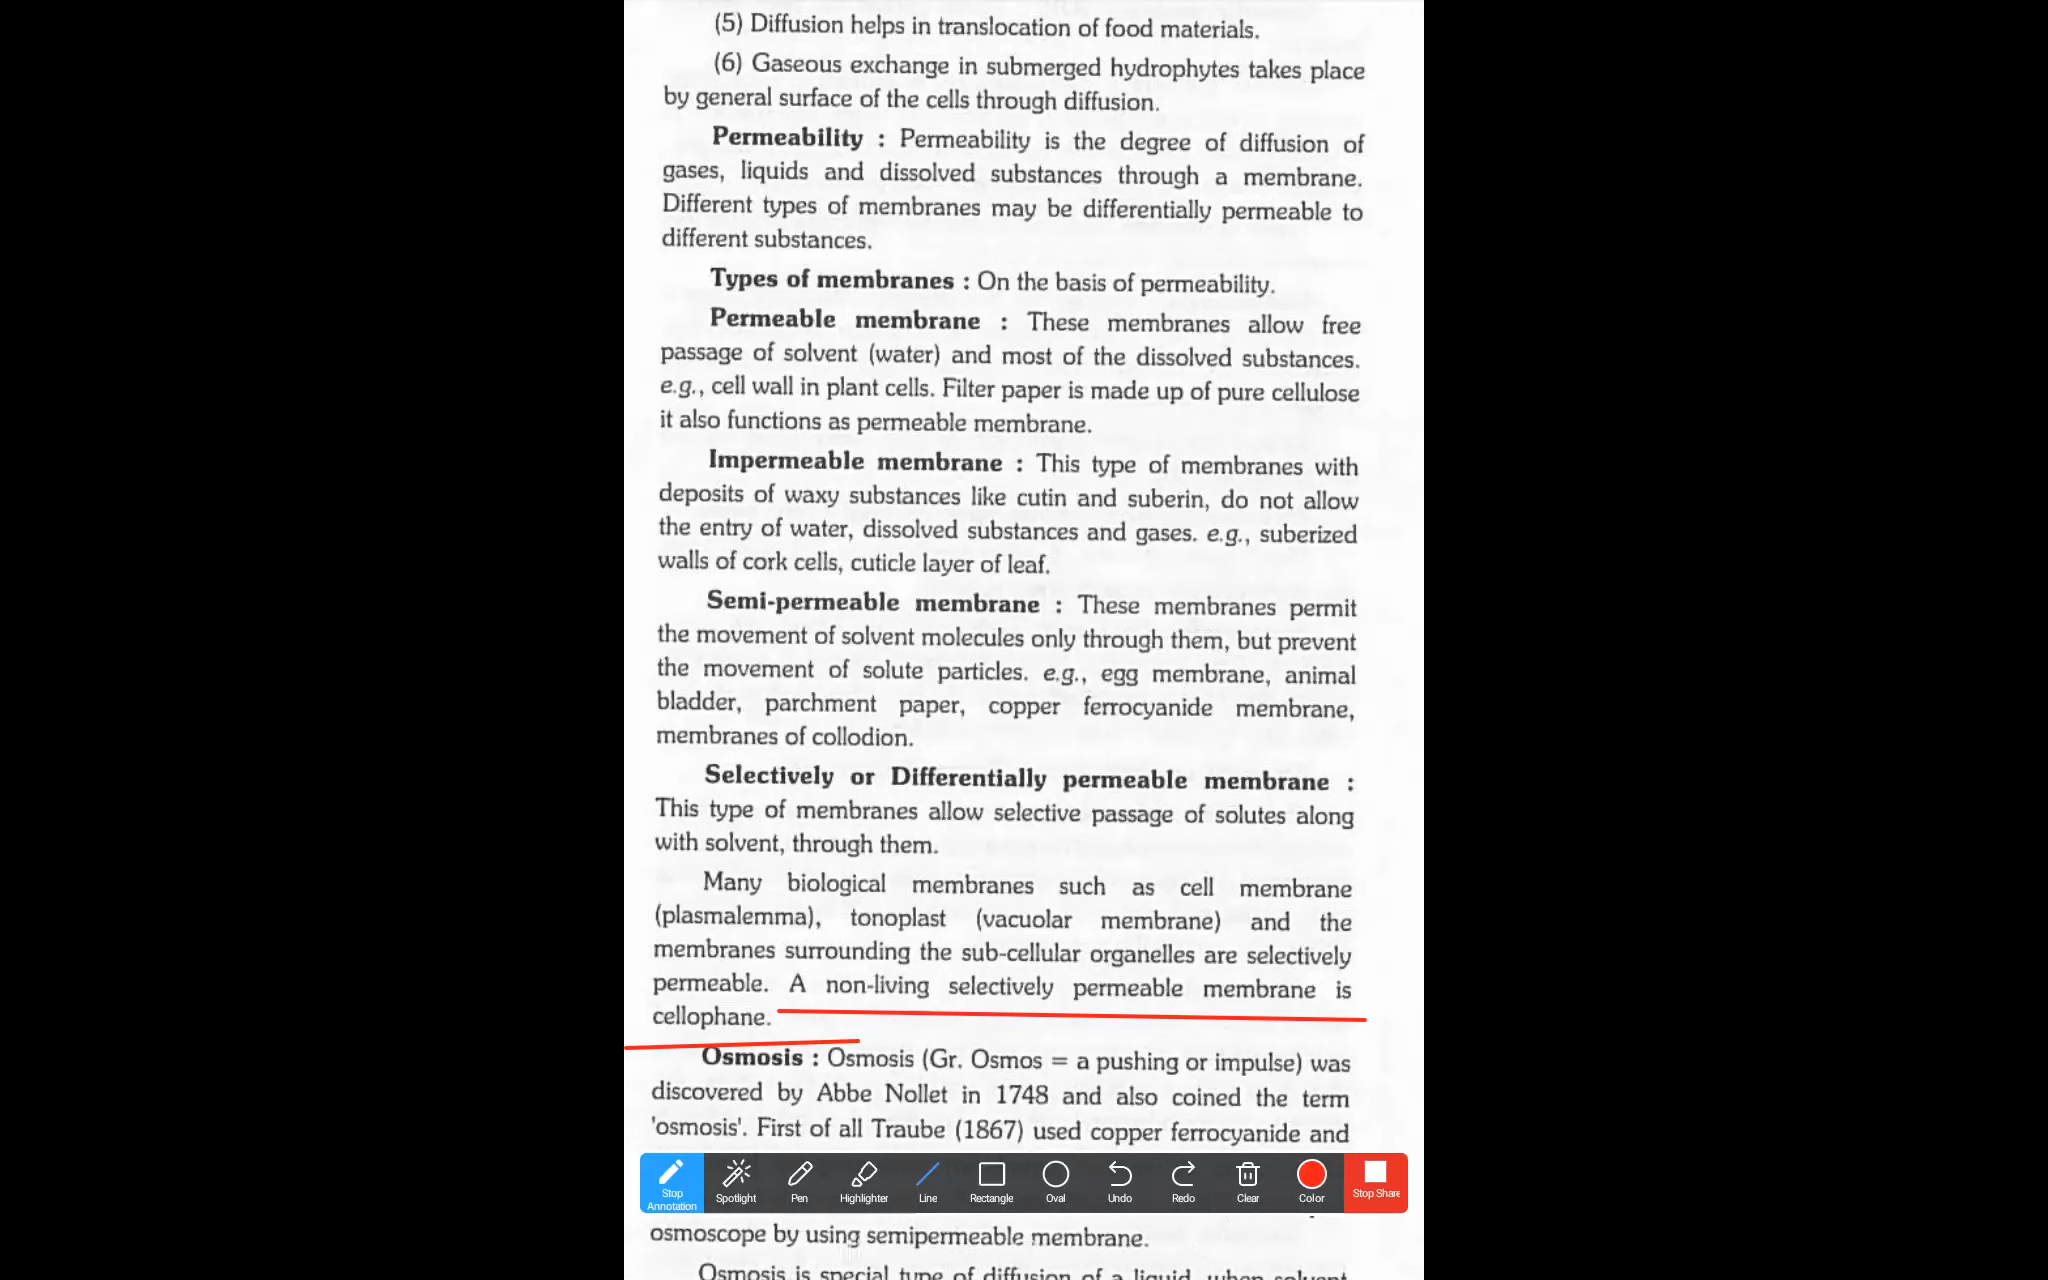 (5) Diffusion helps in translocation of food materials.
(6) Gaseous exchange in submerged hydrophytes takes place
by general surface of the cells through diffusion.
Permeability : Permeability is the degree of diffusion of
gases, liquids and dissolved substances through a membrane.
Different types of membranes may be differentially permeable to
different substances.
Types of membranes : On the basis of permeability.
Permeable membrane : These membranes allow free
passage of solvent (water) and most of the dissolved substances.
e.g., cell wall in plant cells. Filter paper is made up of pure cellulose
it also functions as permeable membrane.
Impermeable membrane : This type of membranes with
deposits of waxy substances like cutin and suberin, do not allow
the entry of water, dissolved substances and gases. e.g., suberized
walls of cork cells, cuticle layer of leaf.
Semi-permeable membrane : These membranes permit
the movement of solvent molecules only through them, but prevent
the movement of solute particles. e.g., egg membrane, animal
bladder, parchment paper, copper ferrocyanide membrane,
membranes of collodion.
Selectively or Differentially permeable membrane :
This type of membranes allow selective passage of solutes along
with solvent, through them.
Many biological membranes such as cell membrane
(plasmalemma), tonoplast (vacuolar membrane) and the
membranes surrounding the sub-cellular organelles are selectively
permeable. A non-living selectively permeable membrane is
cellophane.
Osmosis : Osmosis (Gr. Osmos = a pushing or impulse) was
discovered by Abbe Nollet in 1748 and also coined the term
'osmosis'. First of all Traube (1867) used copper ferrocyanide and
Stop Annotation Spotlight Pen Highlighter Line Rectangle Oval Undo Redo Clear Color Stop Share
osmoscope by using semipermeable membrane.
Osmosis is special type of diffusion of a liquid, when solvent